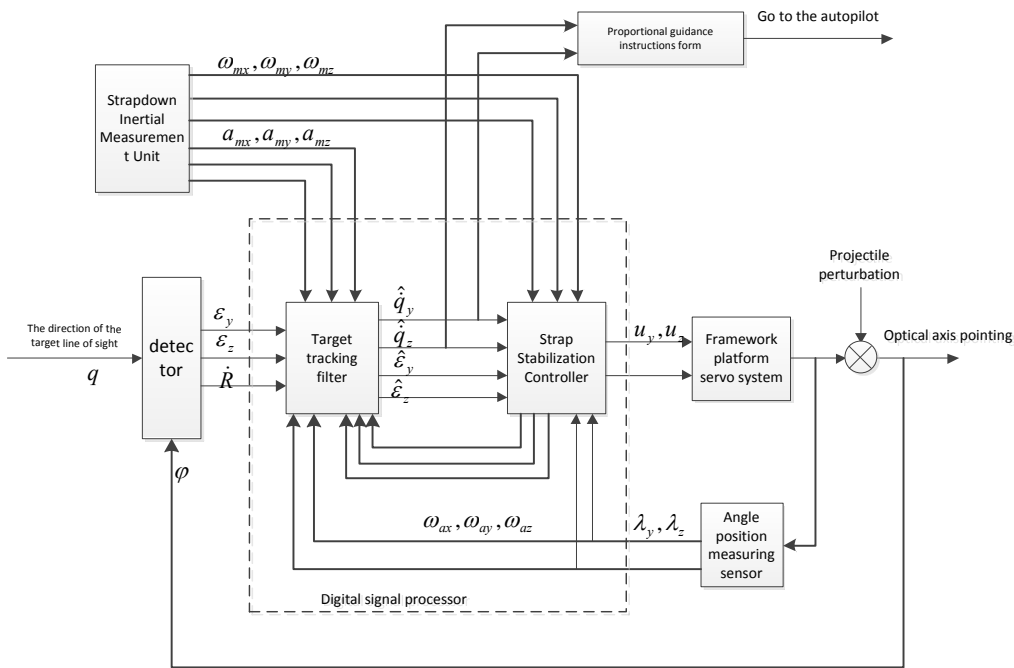 Go to the autopilot
Proportional guidance
instructions form
ω_mx, ω_my, ω_mz
Strapdown
Inertial
Measuremen
t Unit
a_mx, a_my, a_mz
Projectile
perturbation
The direction of the
target line of sight
q
detec
tor
ε_y
ε_z
Ṙ
Target
tracking
filter
q̇̂_y
q̇̂_z
ε̂_y
ε̂_z
Strap
Stabilization
Controller
u_y, u_z
Framework
platform
servo system
Optical axis pointing
φ
ω_ax, ω_ay, ω_az
λ_y, λ_z
Angle
position
measuring
sensor
Digital signal processor